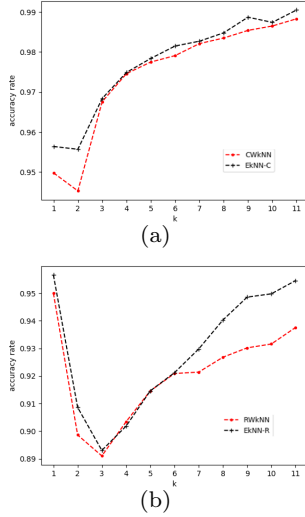 0.99
0.98
0.97
0.96
0.95
accuracy rate
CWkNN
EkNN-C
1 2 3 4 5 6 7 8 9 10 11
k
(a)
0.95
0.94
0.93
0.92
0.91
0.90
0.89
accuracy rate
RWkNN
EkNN-R
1 2 3 4 5 6 7 8 9 10 11
k
(b)